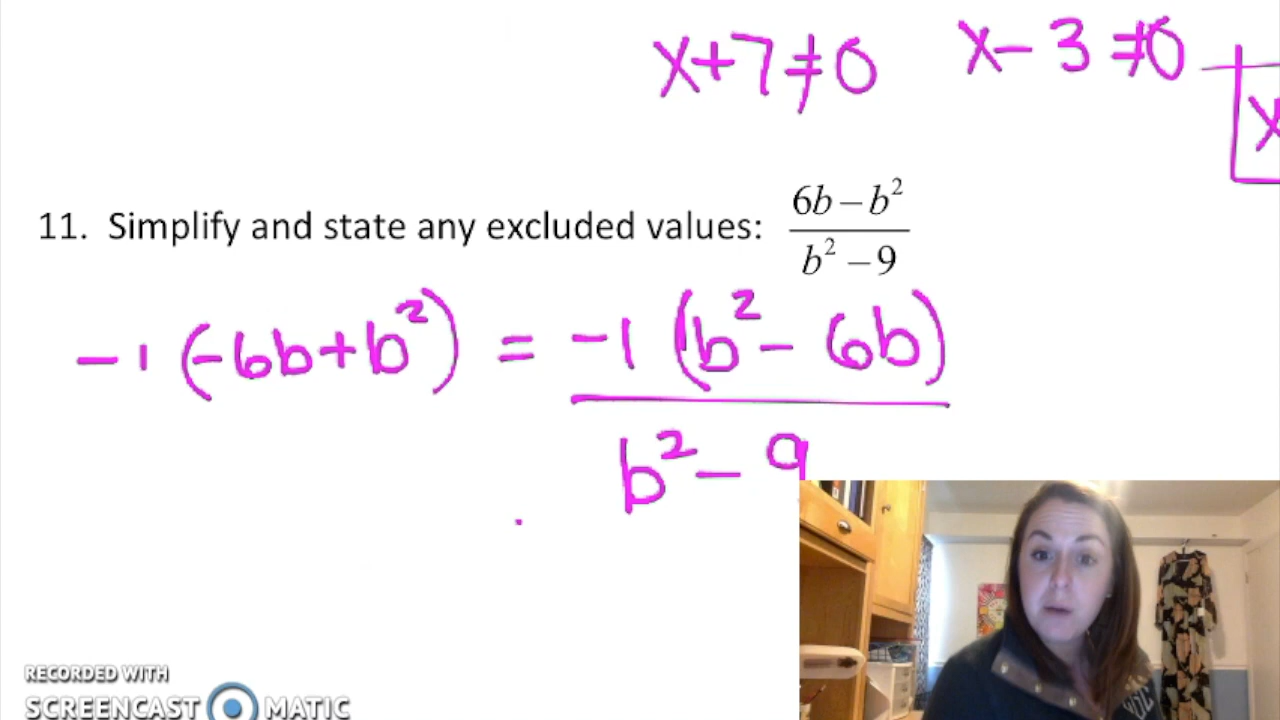 x+7≠0 x-3≠0
x
11. Simplify and state any excluded values: (6b-b²)/(b²-9)
-1(-6b+b²) = -1(b²-6b)
b²-9
RECORDED WITH
SCREENCAST MATIC